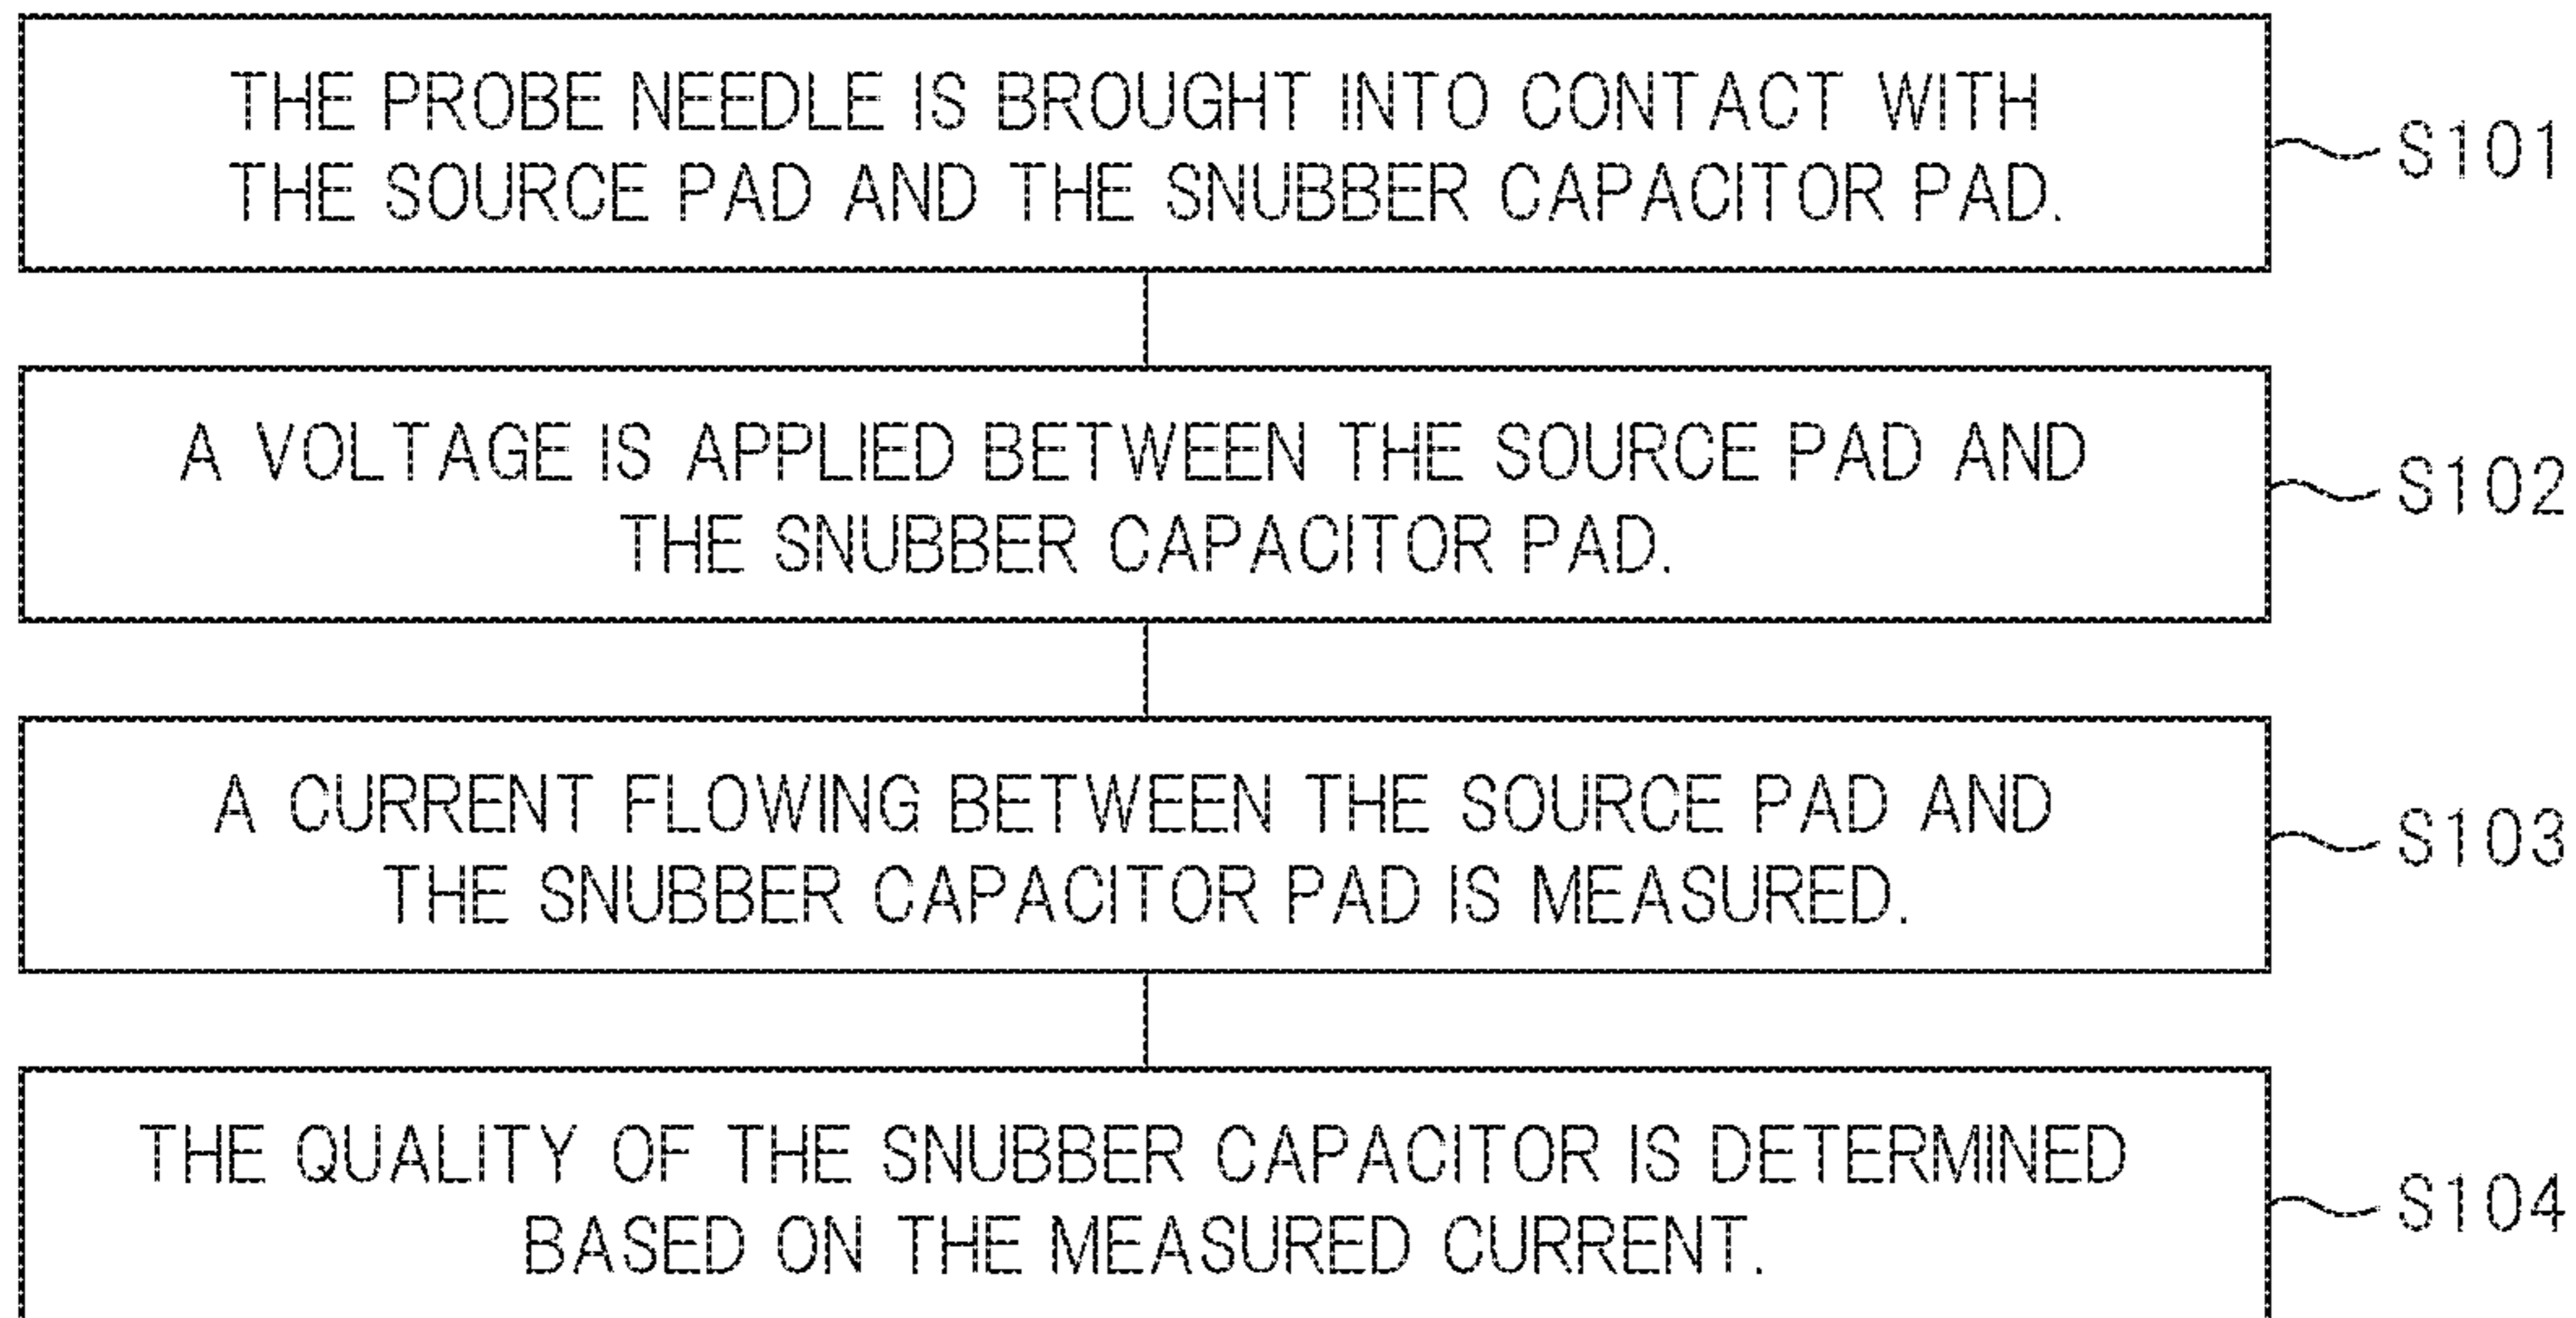 THE PROBE NEEDLE IS BROUGHT INTO CONTACT WITH
THE SOURCE PAD AND THE SNUBBER CAPACITOR PAD.
S101
A VOLTAGE IS APPLIED BETWEEN THE SOURCE PAD AND
THE SNUBBER CAPACITOR PAD.
S102
A CURRENT FLOWING BETWEEN THE SOURCE PAD AND
THE SNUBBER CAPACITOR PAD IS MEASURED.
S103
THE QUALITY OF THE SNUBBER CAPACITOR IS DETERMINED
BASED ON THE MEASURED CURRENT.
S104